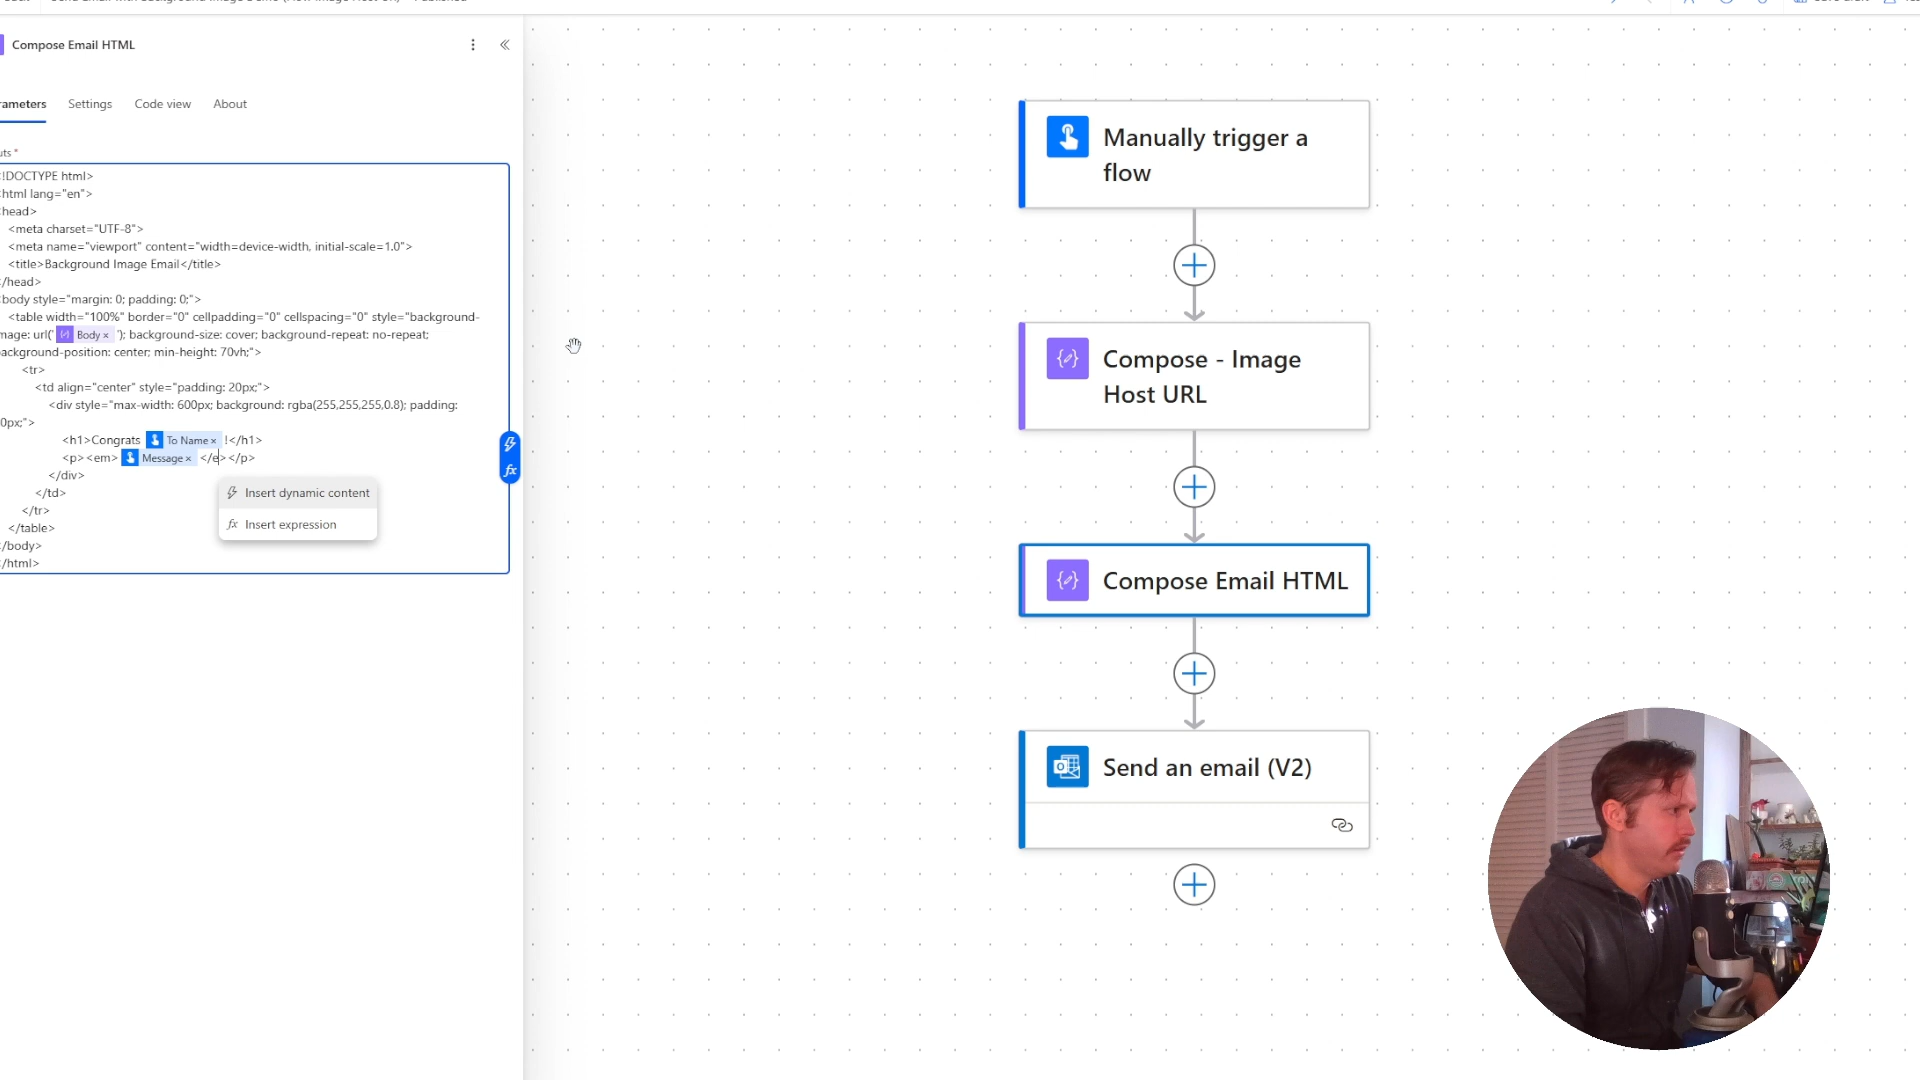 Compose Email HTML
rameters
Settings
Code view
About
uts *
!DOCTYPE html>
html lang="en">
head>
<meta charset="UTF-8">
<meta name="viewport" content="width=device-width, initial-scale=1.0">
<title>Background Image Email</title>
/head>
body style="margin: 0; padding: 0;">
<table width="100%" border="0" cellpadding="0" cellspacing="0" style="background-
mage: url(' Body × '); background-size: cover; background-repeat: no-repeat;
background-position: center; min-height: 70vh;">
<tr>
<td align="center" style="padding: 20px;">
<div style="max-width: 600px; background: rgba(255,255,255,0.8); padding:
0px;">
<h1>Congrats To Name × !</h1>
<p><em> Message × </e></p>
</div>
</td>
</tr>
</table>
/body>
/html>
Insert dynamic content
fx Insert expression
fx
Manually trigger a
flow
Compose - Image
Host URL
Compose Email HTML
Send an email (V2)